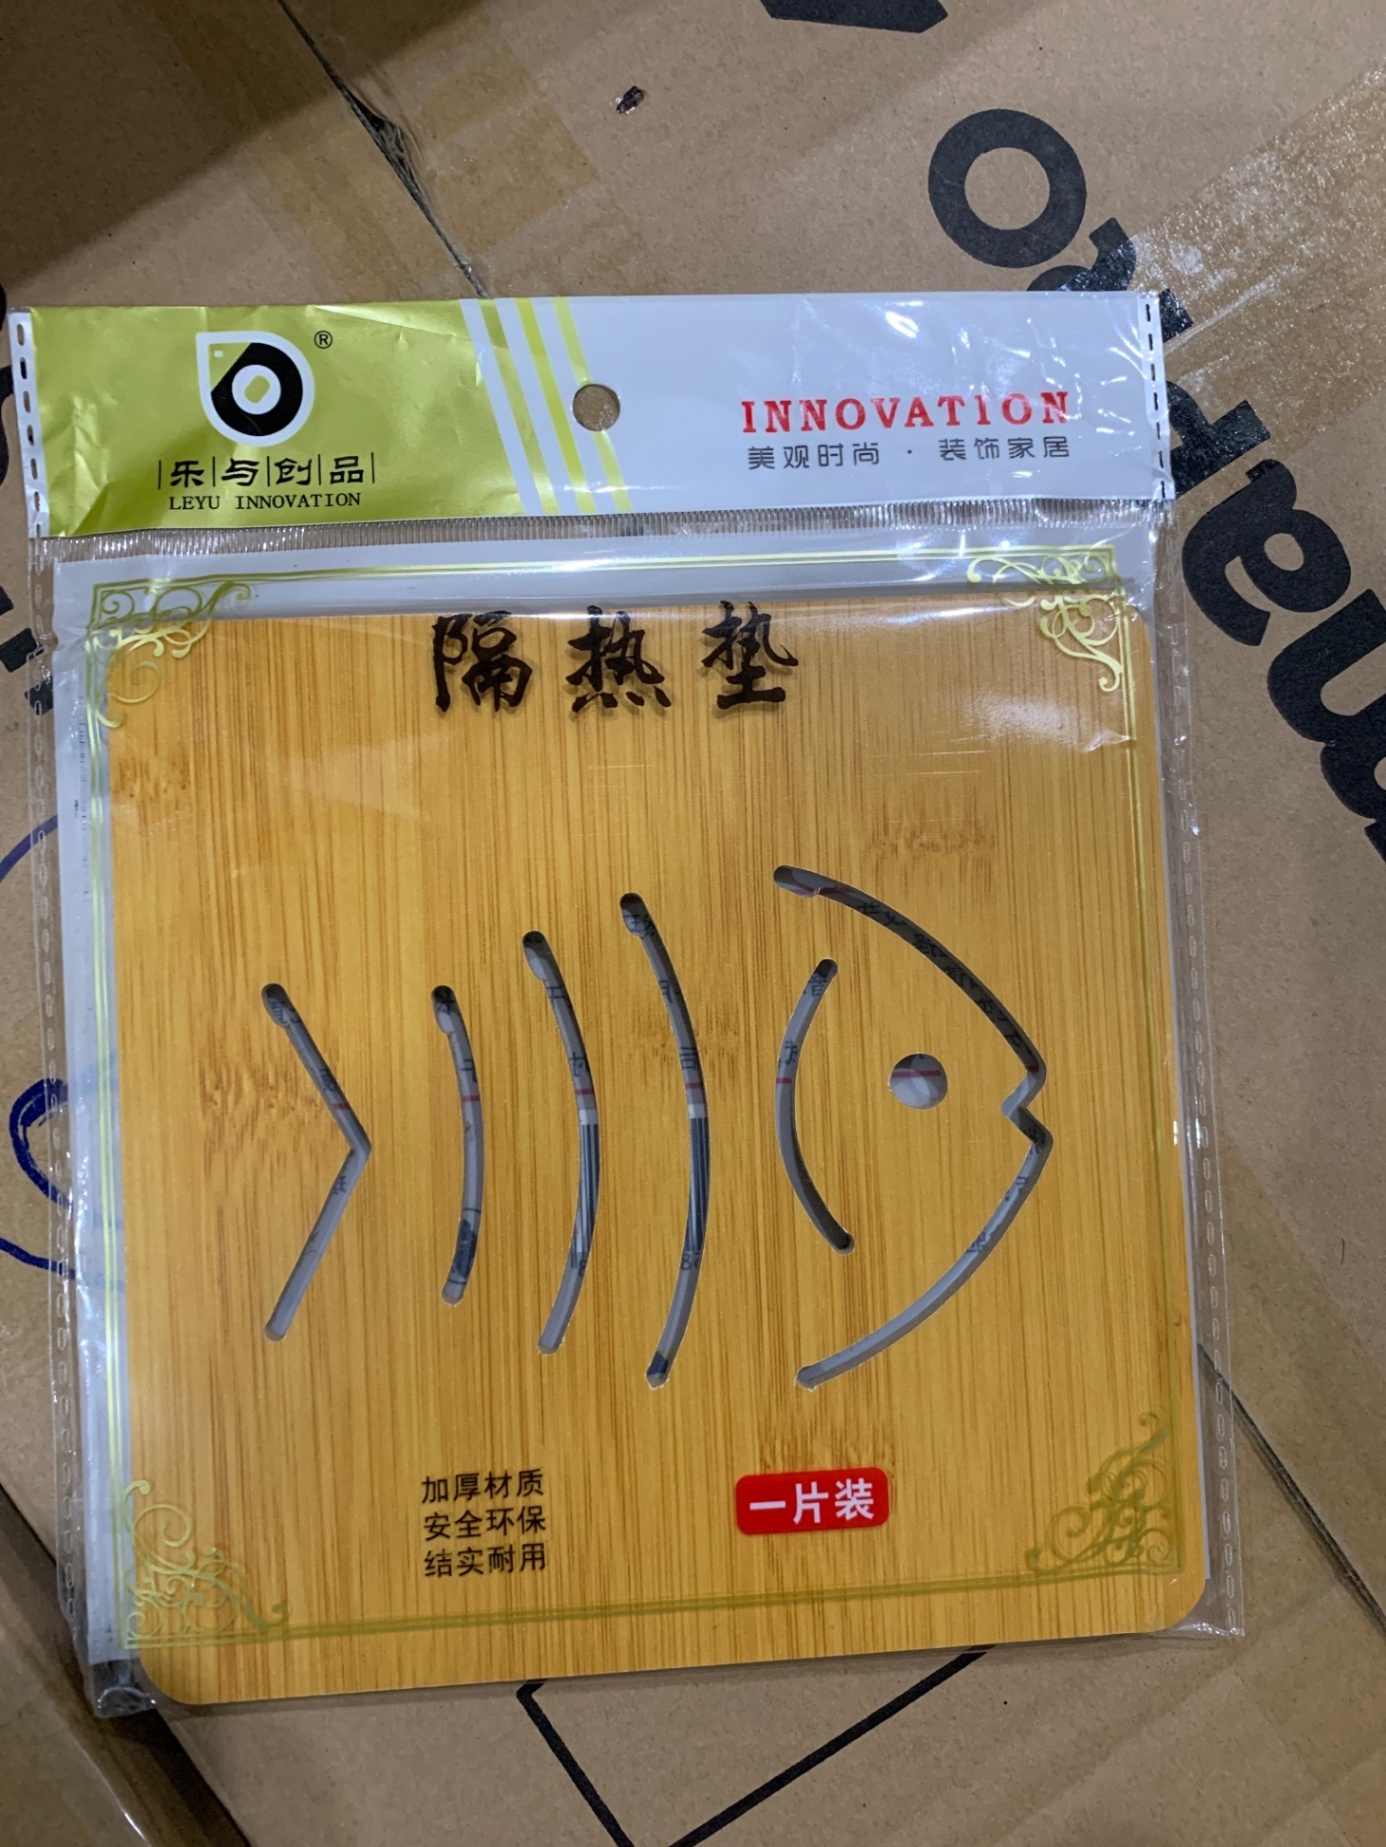 ®
乐与创品
LEYU INNOVATION
INNOVATION
美观时尚 · 装饰家居
隔热垫
加厚材质
安全环保
结实耐用
一片装